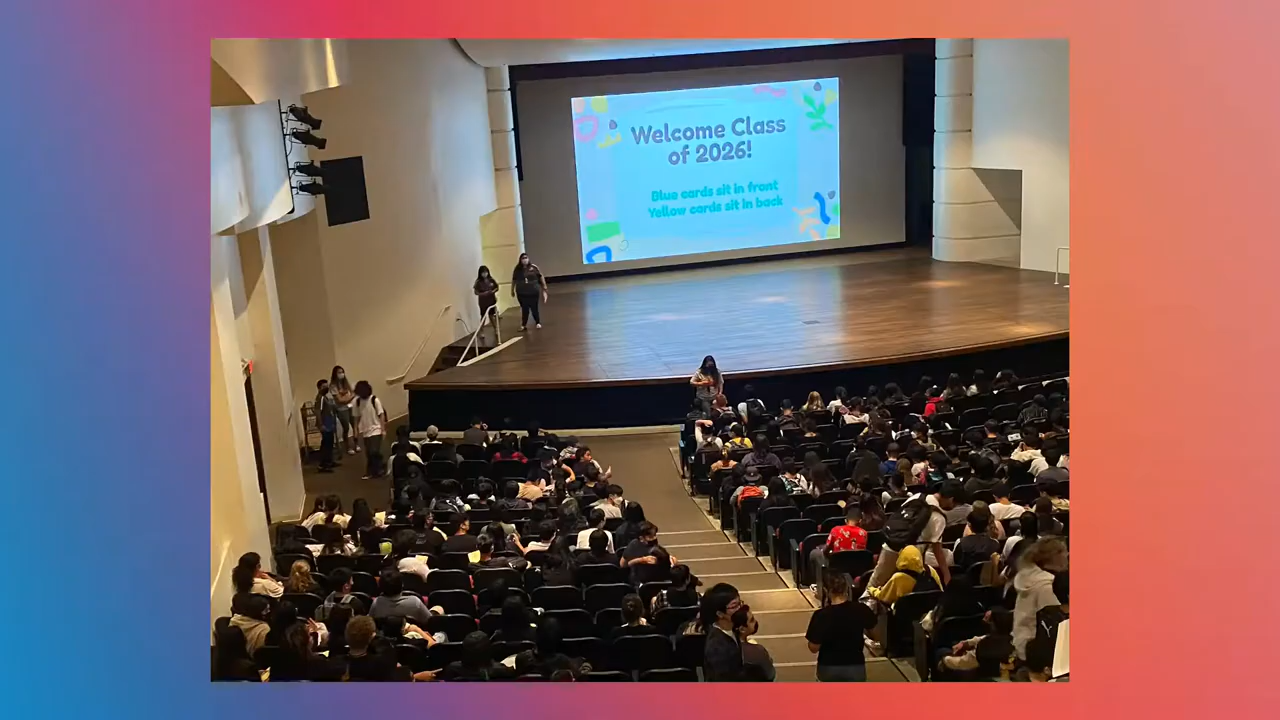 Welcome Class
of 2026!
Blue cards sit in front
Yellow cards sit in back